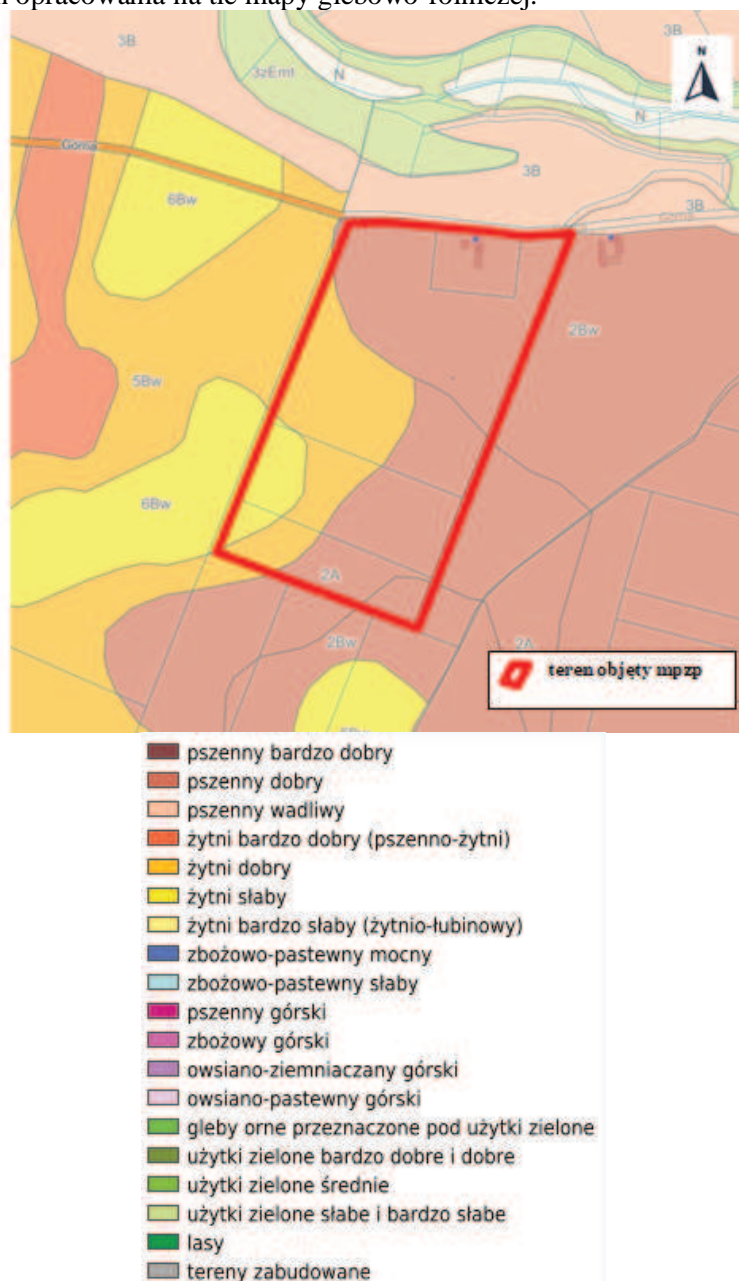 opracowania na tle mapy glebowo-rolniczej.
3B
3B
N
3zEmt
N
N
Górna
3B
6Bw
3B
Górna
2Bw
5Bw
6Bw
2A
2Bw
2A
teren objęty mpzp
pszenny bardzo dobry
pszenny dobry
pszenny wadliwy
żytni bardzo dobry (pszenno-żytni)
żytni dobry
żytni słaby
żytni bardzo słaby (żytnio-łubinowy)
zbożowo-pastewny mocny
zbożowo-pastewny słaby
pszenny górski
zbożowy górski
owsiano-ziemniaczany górski
owsiano-pastewny górski
gleby orne przeznaczone pod użytki zielone
użytki zielone bardzo dobre i dobre
użytki zielone średnie
użytki zielone słabe i bardzo słabe
lasy
tereny zabudowane